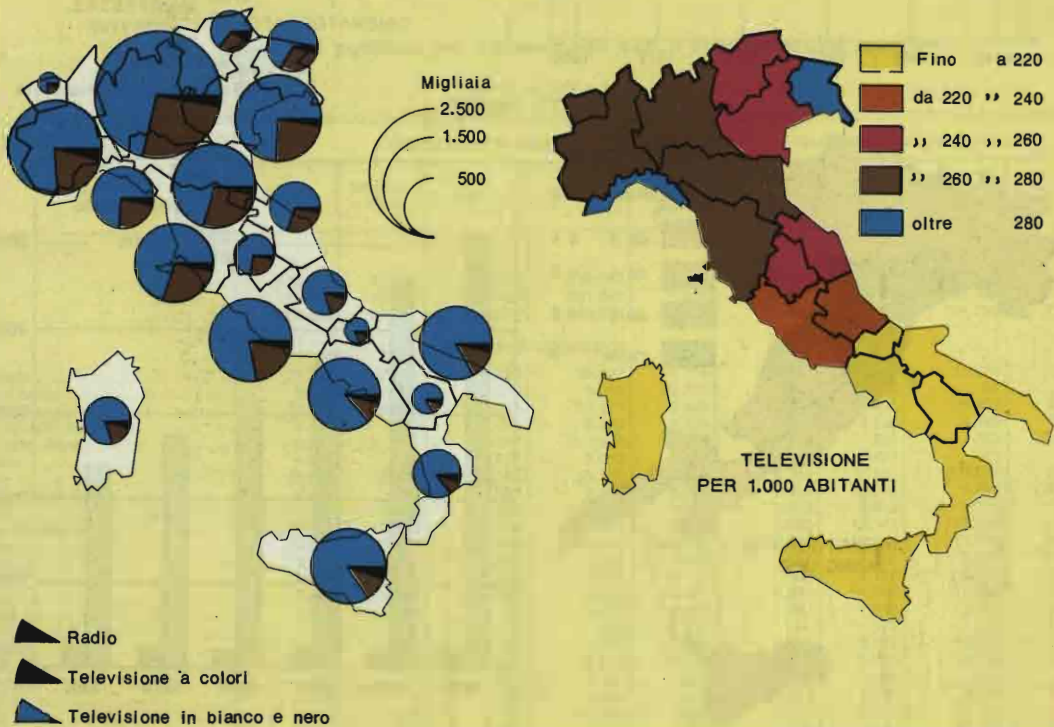 Migliaia
2.500
1.500
500
Fino a 220
da 220 ,, 240
,, 240 ,, 260
,, 260 ,, 280
oltre 280
TELEVISIONE
PER 1.000 ABITANTI
Radio
Televisione a colori
Televisione in bianco e nero